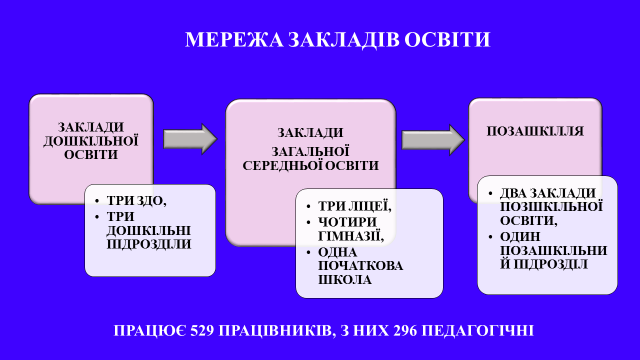 МЕРЕЖА ЗАКЛАДІВ ОСВІТИ
ЗАКЛАДИ
ДОШКІЛЬНОЇ
ОСВІТИ
• ТРИ ЗДО,
• ТРИ
ДОШКІЛЬНІ
ПІДРОЗДІЛИ
ЗАКЛАДИ
ЗАГАЛЬНОЇ
СЕРЕДНЬОЇ ОСВІТИ
• ТРИ ЛІЦЕЇ,
• ЧОТИРИ
ГІМНАЗІЇ,
• ОДНА
ПОЧАТКОВА
ШКОЛА
ПОЗАШКІЛЛЯ
• ДВА ЗАКЛАДИ
ПОЗШКІЛЬНОЇ
ОСВІТИ,
• ОДИН
ПОЗАШКІЛЬНИ
Й ПІДРОЗДІЛ
ПРАЦЮЄ 529 ПРАЦІВНИКІВ, З НИХ 296 ПЕДАГОГІЧНІ